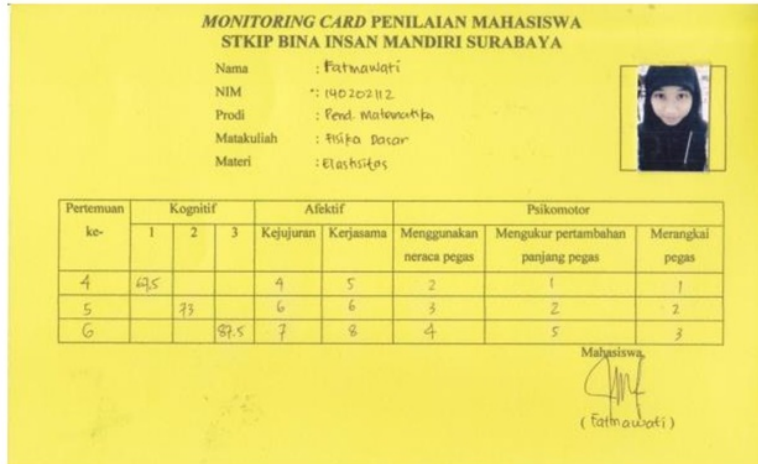 MONITORING CARD PENILAIAN MAHASISWA
STKIP BINA INSAN MANDIRI SURABAYA
Nama : Fatmawati
NIM : 140202112
Prodi : Pend. Matematika
Matakuliah : Fisika Dasar
Materi : Elastisitas
Pertemuan ke- Kognitif Afektif Psikomotor
1 2 3 Kejujuran Kerjasama Menggunakan neraca pegas Mengukur pertambahan panjang pegas Merangkai pegas
4 67,5 4 5 2 1 1
5 73 6 6 3 2 2
6 87.5 7 8 4 5 3
Mahasiswa,
(Fatmawati)